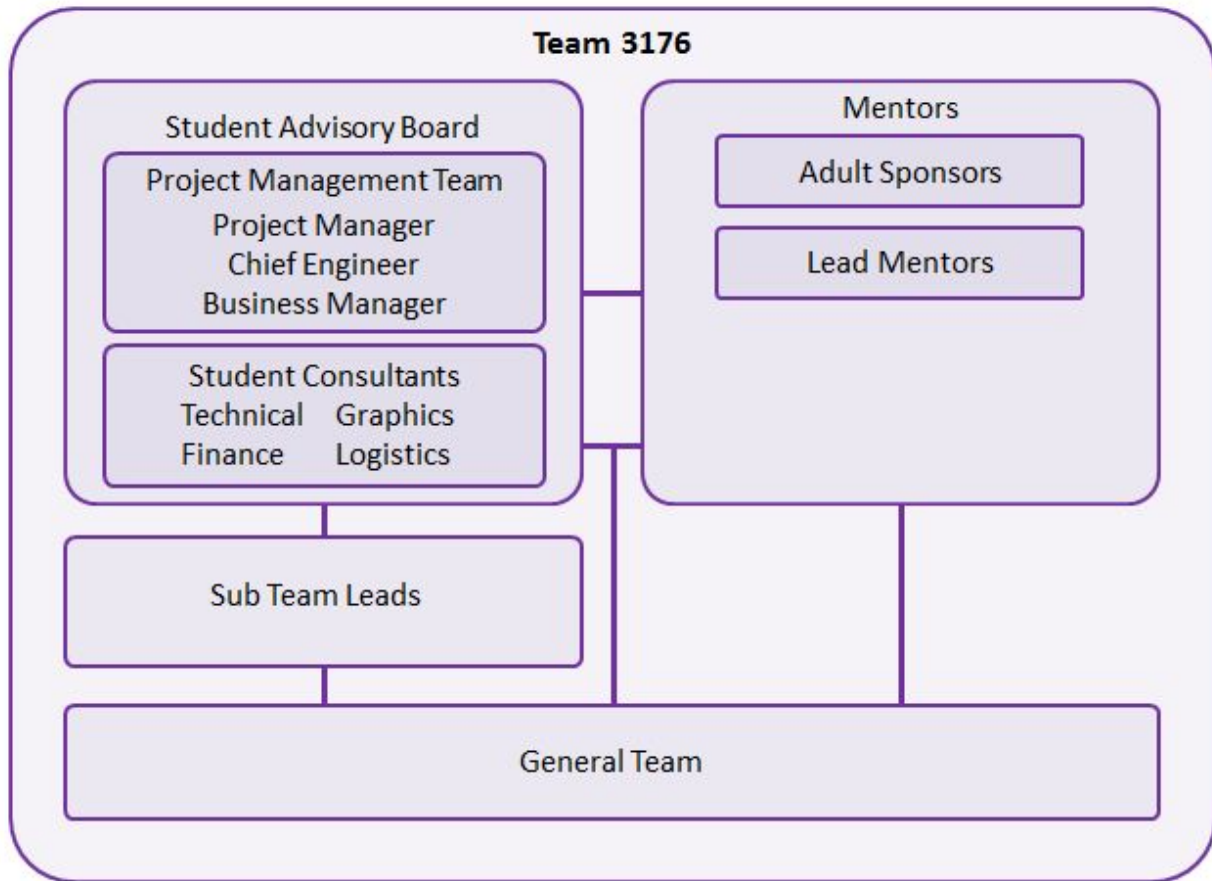 Team 3176
Student Advisory Board
Project Management Team
Project Manager
Chief Engineer
Business Manager
Student Consultants
Technical Graphics
Finance Logistics
Mentors
Adult Sponsors
Lead Mentors
Sub Team Leads
General Team